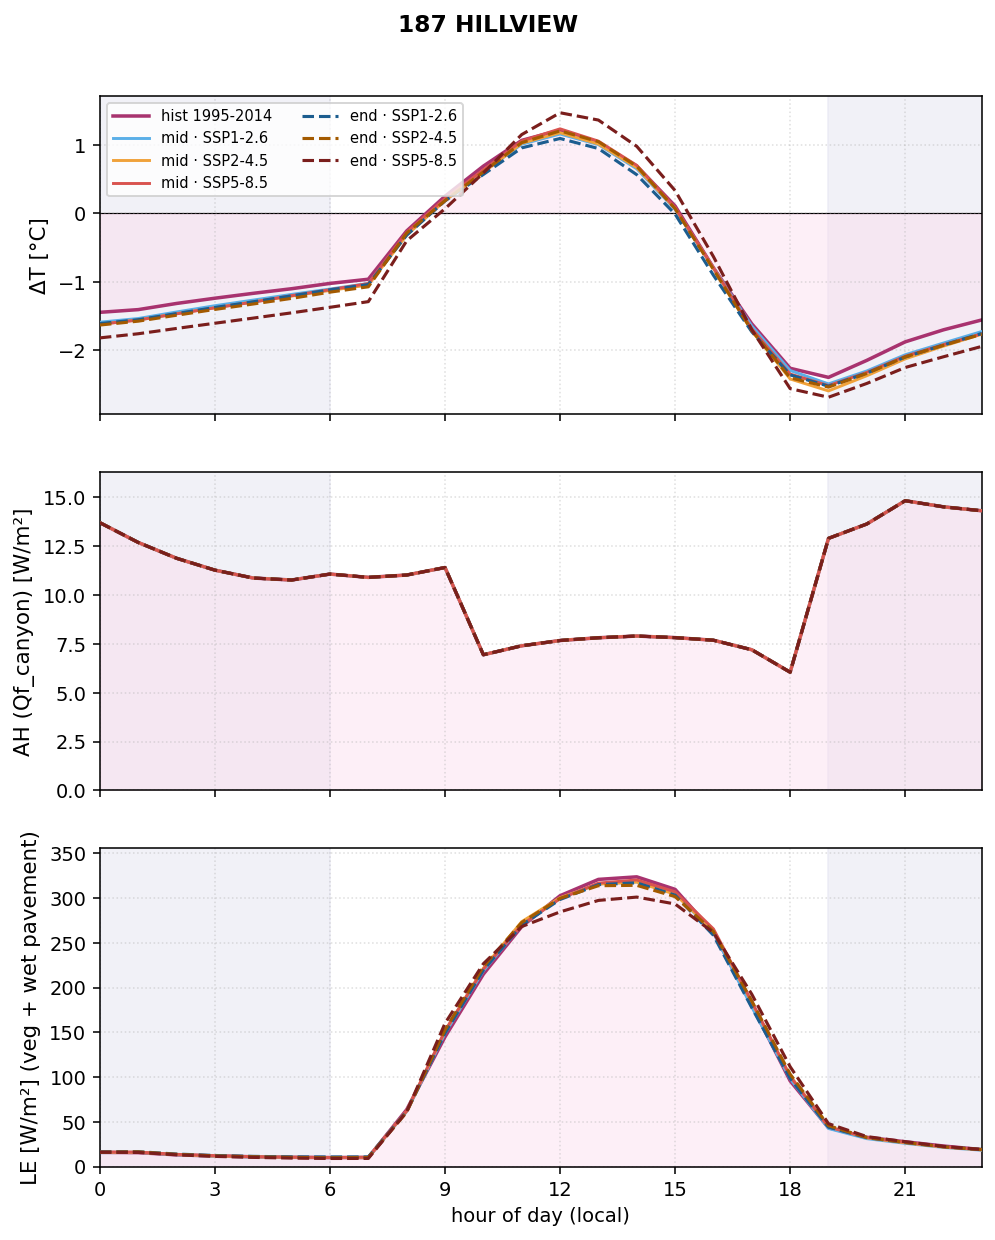 187 HILLVIEW
hist 1995-2014
mid · SSP1-2.6
mid · SSP2-4.5
mid · SSP5-8.5
end · SSP1-2.6
end · SSP2-4.5
end · SSP5-8.5
ΔT [°C]
1
0
−1
−2
AH (Qf_canyon) [W/m²]
15.0
12.5
10.0
7.5
5.0
2.5
0.0
LE [W/m²] (veg + wet pavement)
350
300
250
200
150
100
50
0
0 3 6 9 12 15 18 21
hour of day (local)